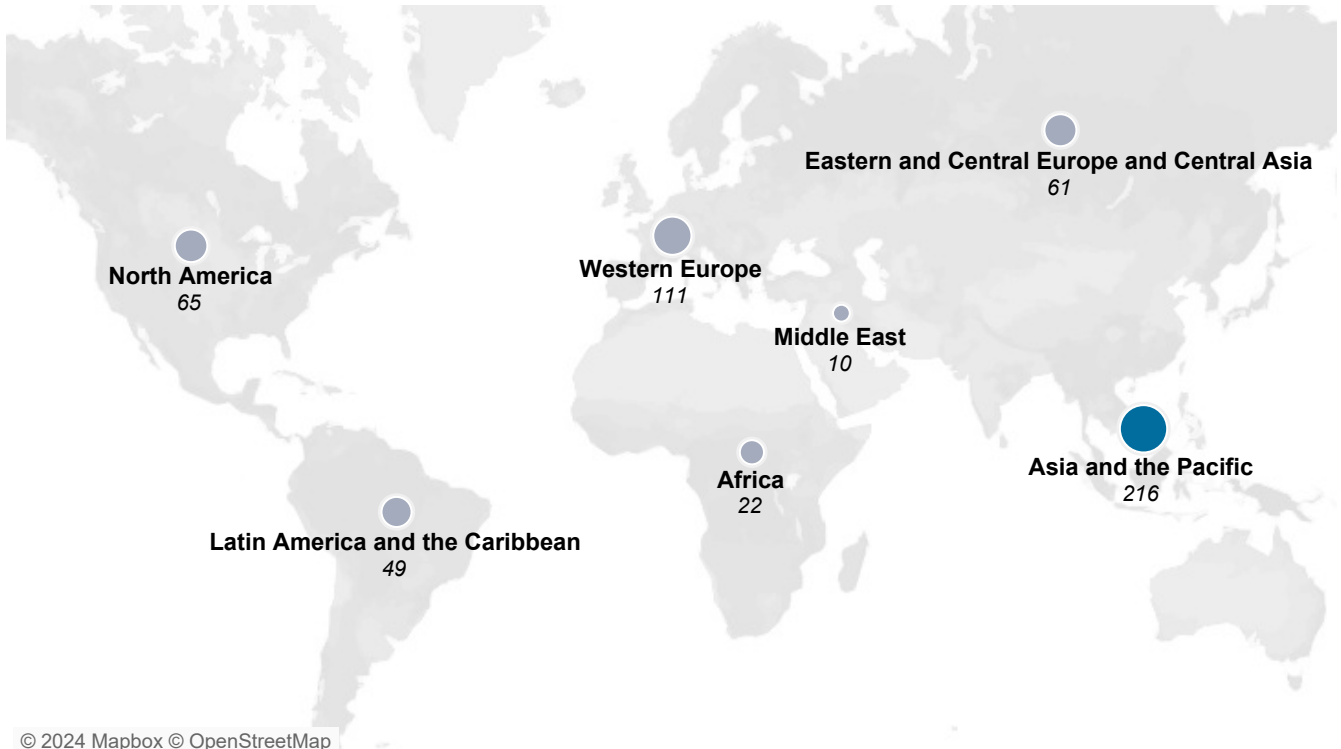 Eastern and Central Europe and Central Asia
61
North America
65
Western Europe
111
Middle East
10
Asia and the Pacific
216
Africa
22
Latin America and the Caribbean
49
© 2024 Mapbox © OpenStreetMap